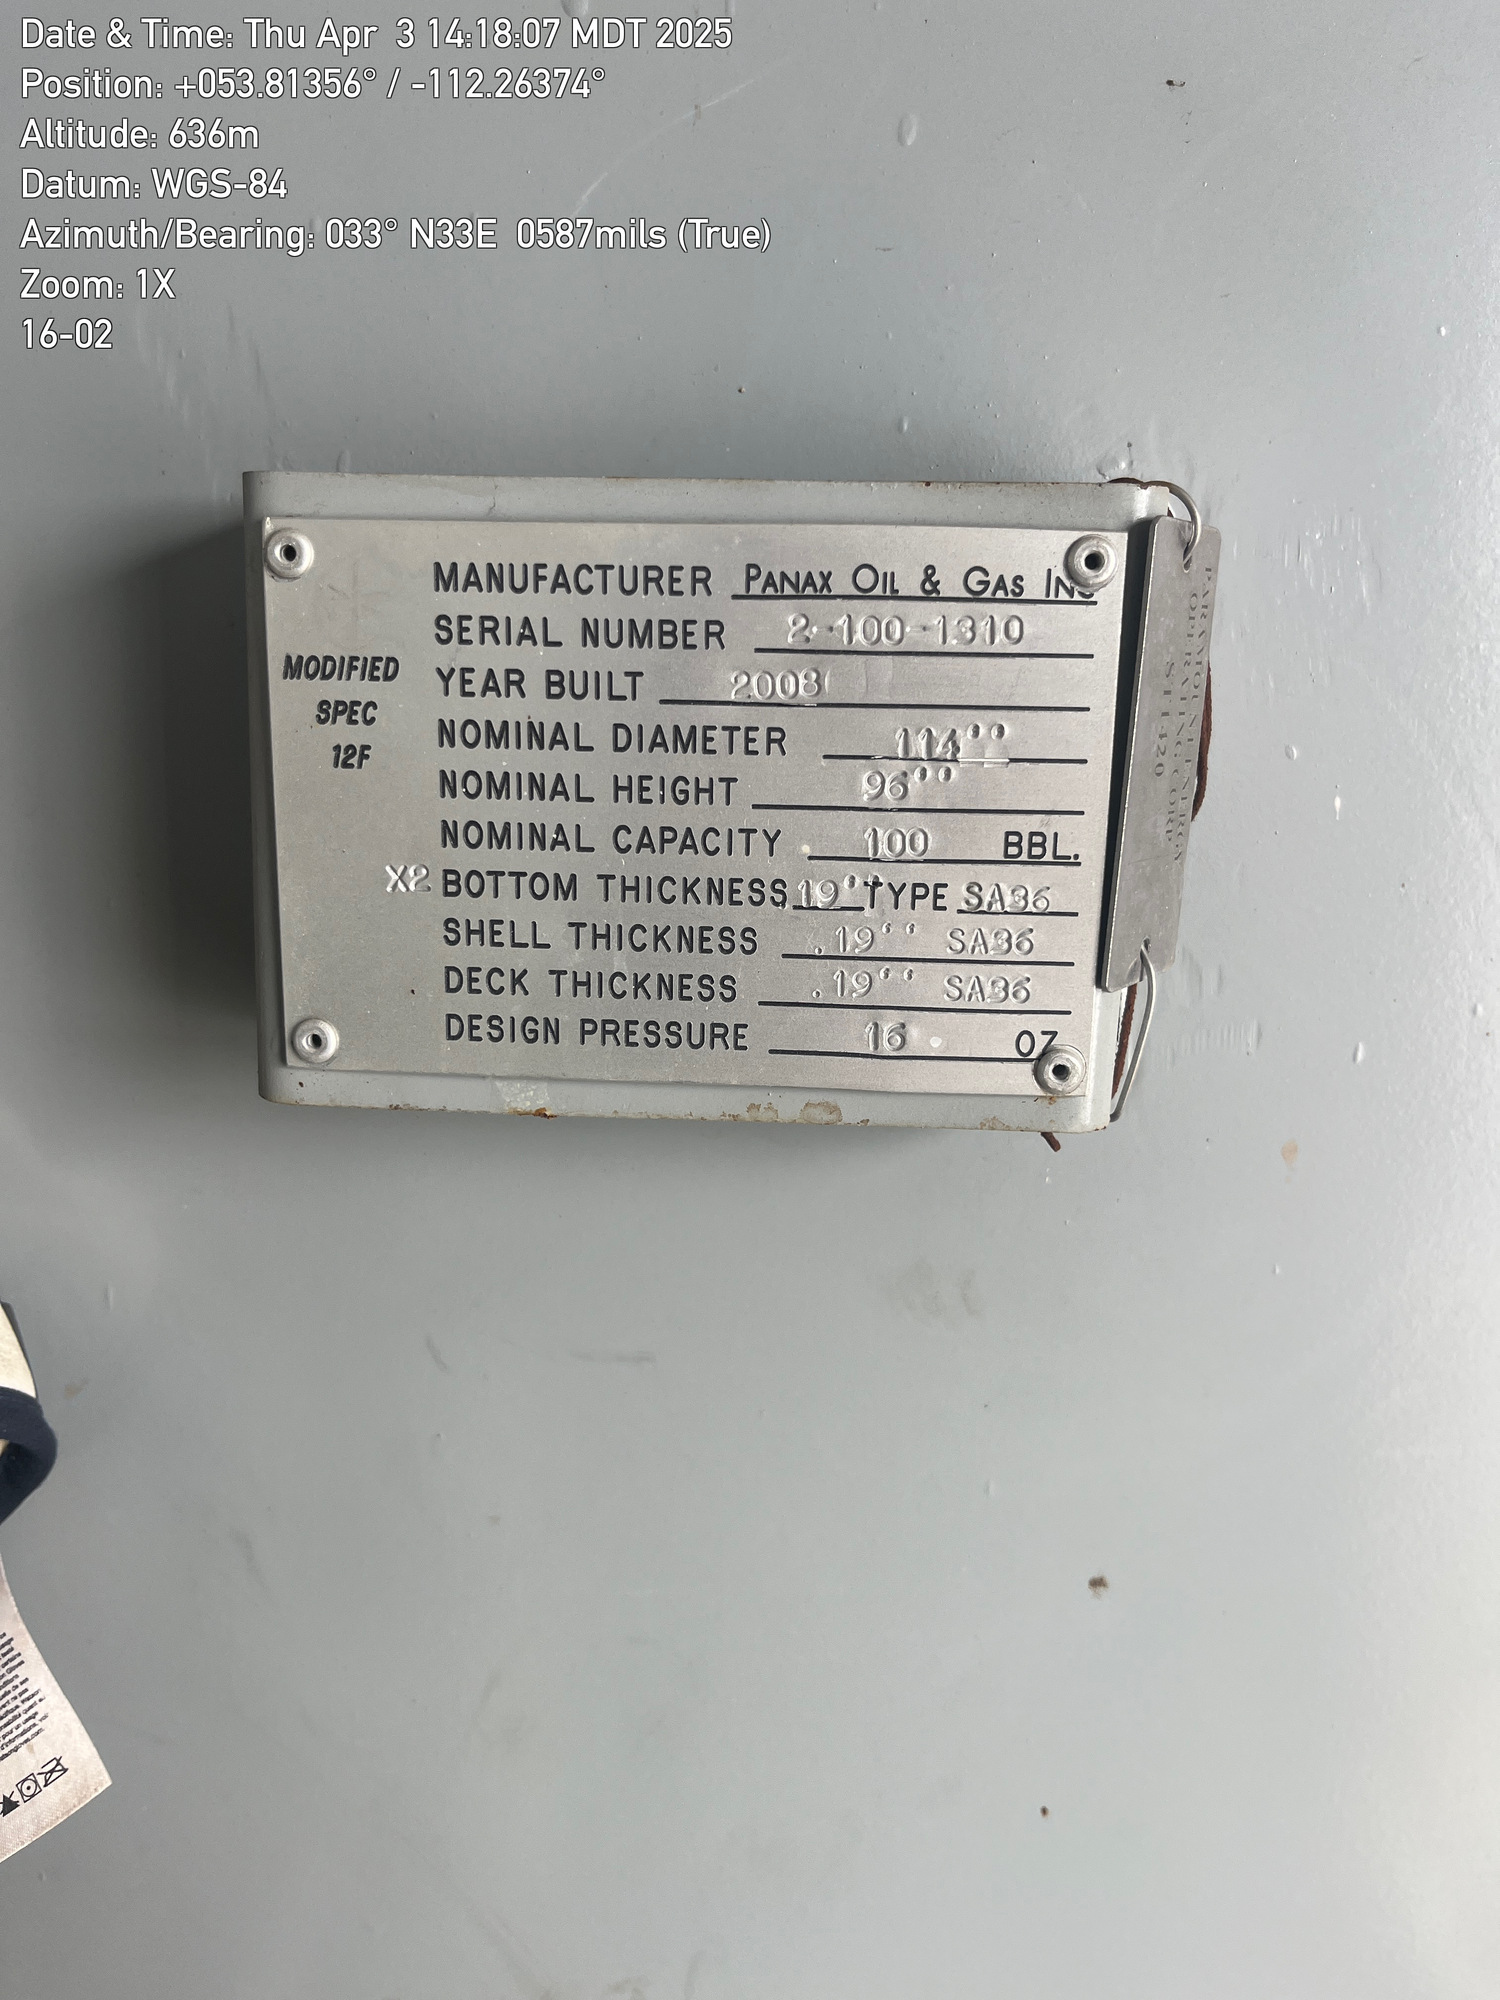 Date & Time: Thu Apr 3 14:18:07 MDT 2025
Position: +053.81356° / -112.26374°
Altitude: 636m
Datum: WGS-84
Azimuth/Bearing: 033° N33E 0587mils (True)
Zoom: 1X
16-02
MANUFACTURER PANAX OIL & GAS INC
SERIAL NUMBER 2-100-1310
MODIFIED
SPEC
12F
YEAR BUILT 2008
NOMINAL DIAMETER 114"
NOMINAL HEIGHT 96"
NOMINAL CAPACITY 100 BBL.
X2 BOTTOM THICKNESS 19" TYPE SA36
SHELL THICKNESS .19" SA36
DECK THICKNESS .19" SA36
DESIGN PRESSURE 16 OZ
OPERATING CORP